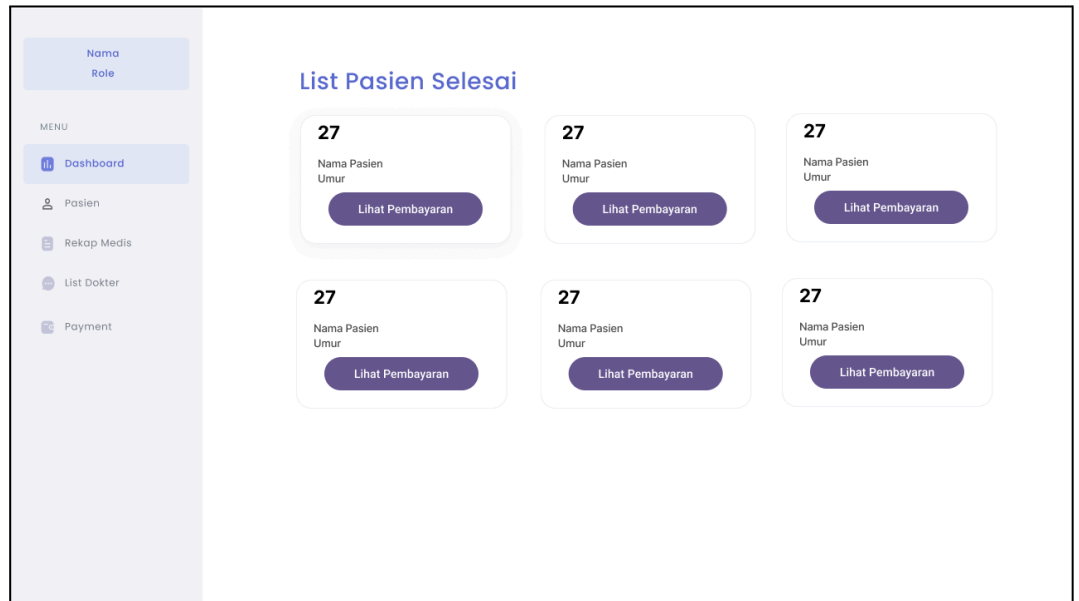 Nama
Role
MENU
Dashboard
Pasien
Rekap Medis
List Dokter
Payment
List Pasien Selesai
27
Nama Pasien
Umur
Lihat Pembayaran
27
Nama Pasien
Umur
Lihat Pembayaran
27
Nama Pasien
Umur
Lihat Pembayaran
27
Nama Pasien
Umur
Lihat Pembayaran
27
Nama Pasien
Umur
Lihat Pembayaran
27
Nama Pasien
Umur
Lihat Pembayaran